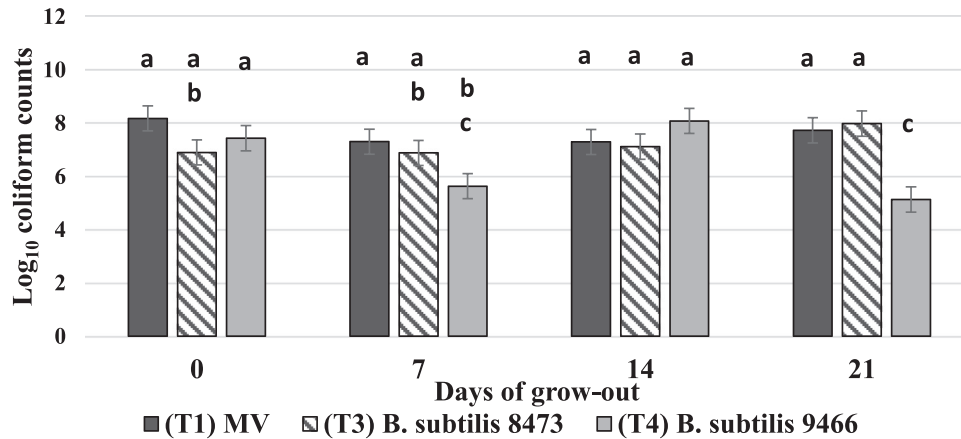 12
10
8
6
4
2
0
Log10 coliform counts
a a a a a a a a a a a
b b b c
c
0 7 14 21
Days of grow-out
(T1) MV (T3) B. subtilis 8473 (T4) B. subtilis 9466